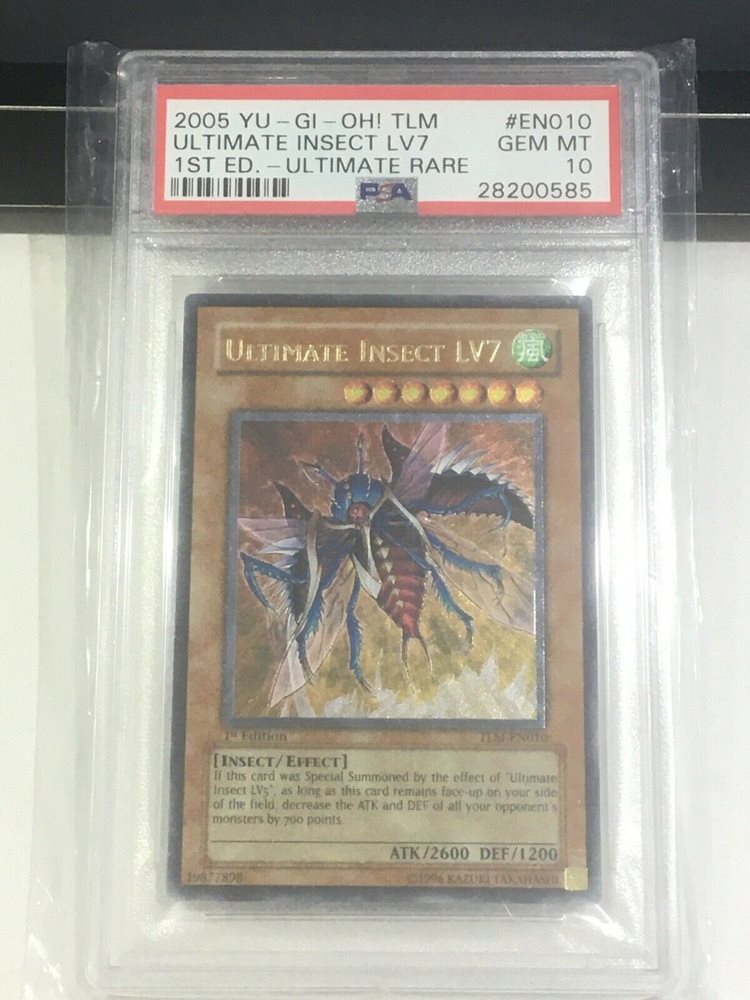 2005 YU-GI-OH! TLM #EN010
ULTIMATE INSECT LV7 GEM MT
1ST ED.-ULTIMATE RARE 10
PSA 28200585
ULTIMATE INSECT LV7 風
1st Edition TLM-EN010
[INSECT/EFFECT]
If this card was Special Summoned by the effect of "Ultimate
Insect LV5", as long as this card remains face-up on your side
of the field, decrease the ATK and DEF of all your opponent's
monsters by 700 points.
ATK/2600 DEF/1200
19877898 ©1996 KAZUKI TAKAHASHI